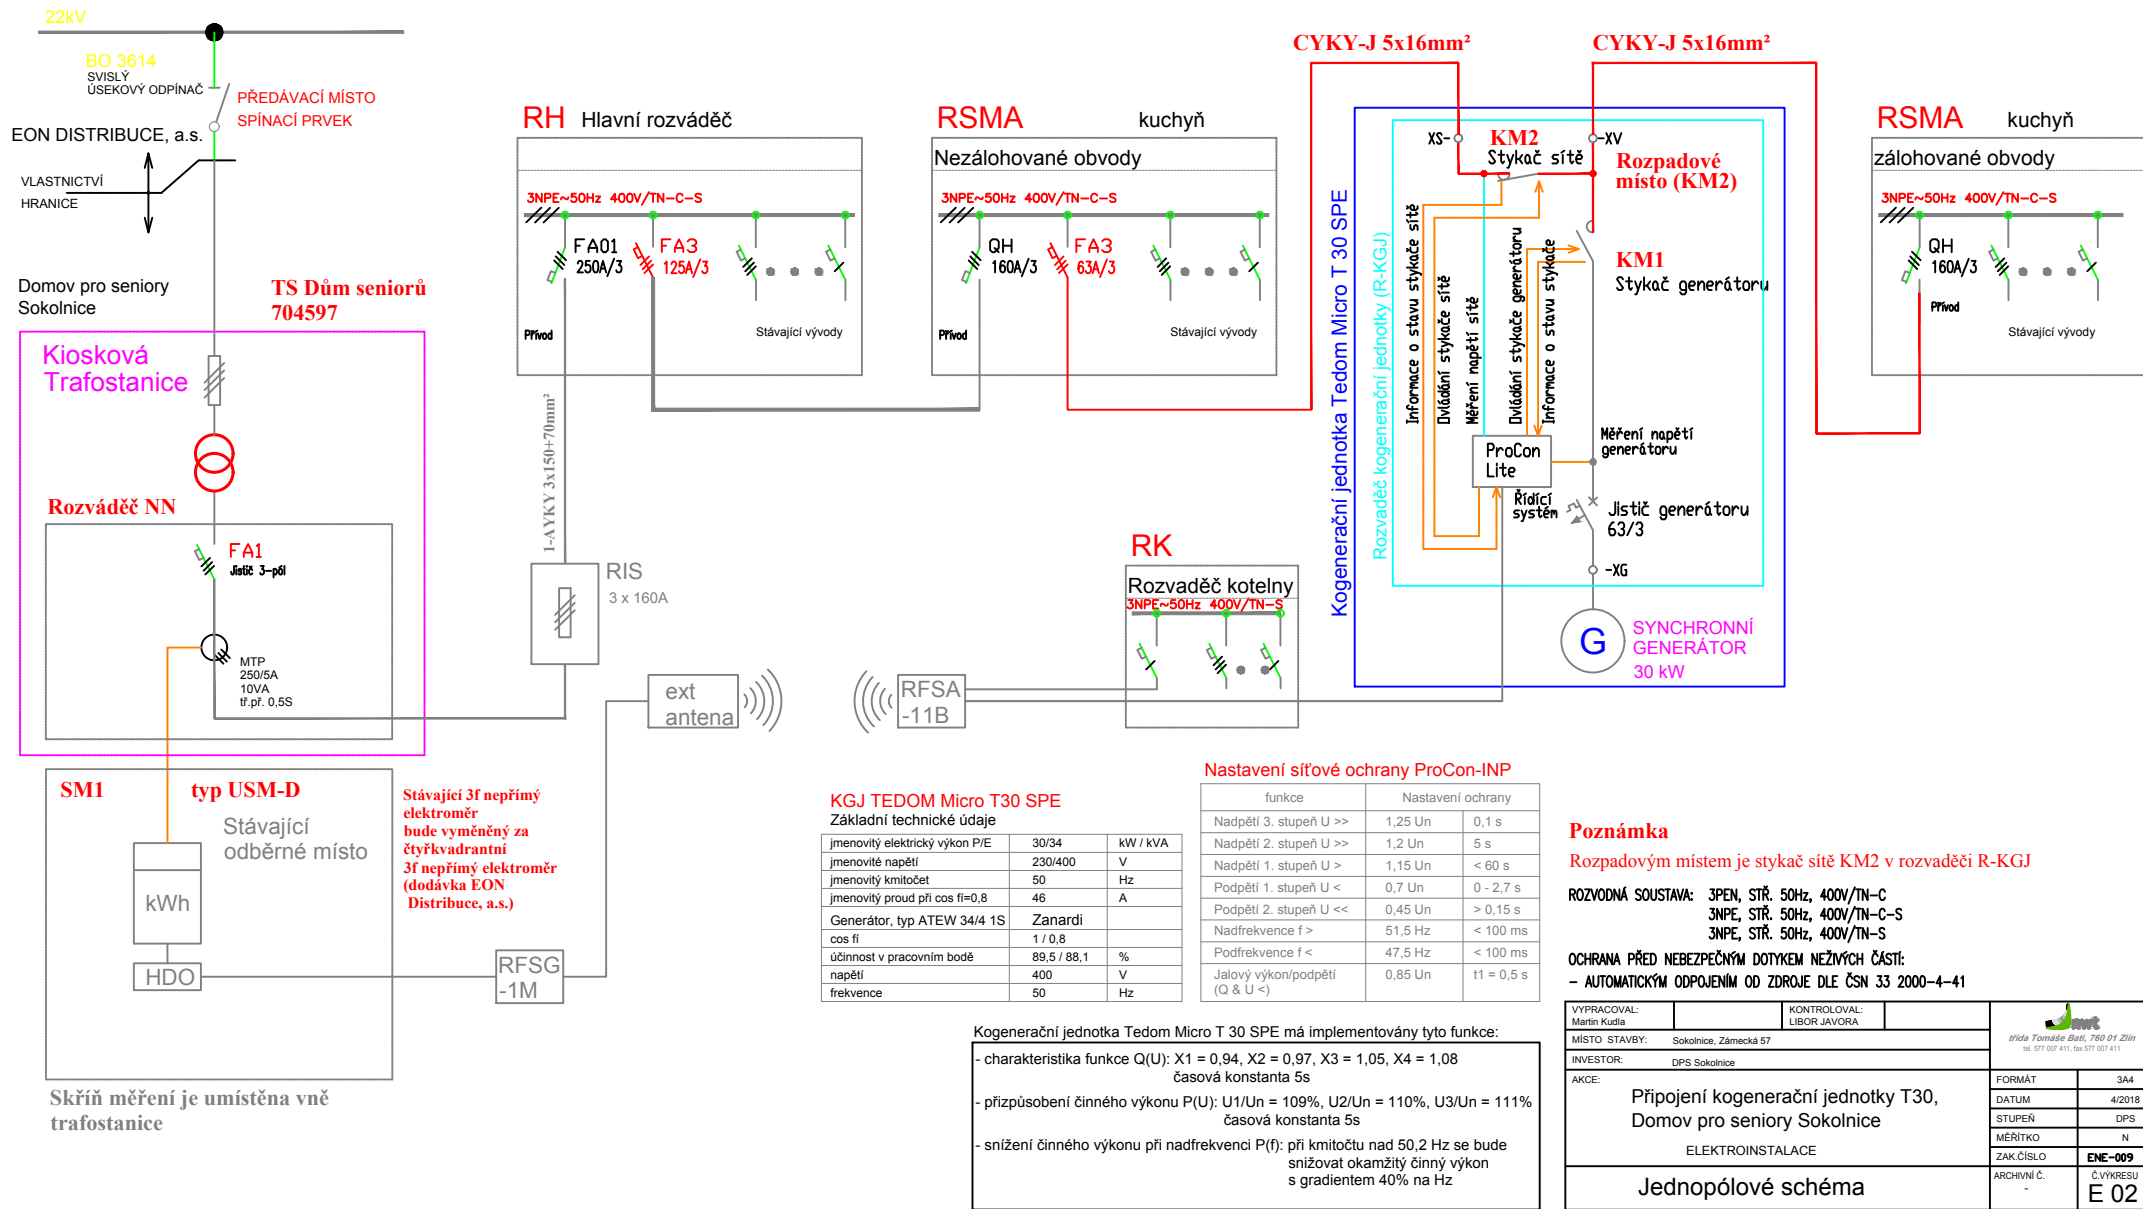 22kV
BO 3614
SVISLÝ
ÚSEKOVÝ ODPÍNAČ
PŘEDÁVACÍ MÍSTO
SPÍNACÍ PRVEK
EON DISTRIBUCE, a.s.
VLASTNICTVÍ
HRANICE
Domov pro seniory
Sokolnice
TS Dům seniorů
704597
Kiosková
Trafostanice
Rozváděč NN
FA1
Jistič 3-pól
MTP
250/5A
10VA
tř.př. 0,5S
SM1
typ USM-D
Stávající
odběrné místo
kWh
HDO
Stávající 3f nepřímý
elektroměr
bude vyměněný za
čtyřkvadrantní
3f nepřímý elektroměr
(dodávka EON
Distribuce, a.s.)
Skříň měření je umístěna vně
trafostanice
RH Hlavní rozváděč
3NPE~50Hz 400V/TN-C-S
FA01
250A/3
FA3
125A/3
Přívod
Stávající vývody
1-AYKY 3x150+70mm²
RIS
3 x 160A
ext
antena
RFSG
-1M
RFSA
-11B
RSMA kuchyň
Nezálohované obvody
3NPE~50Hz 400V/TN-C-S
QH
160A/3
FA3
63A/3
Přívod
Stávající vývody
RK
Rozvaděč kotelny
3NPE~50Hz 400V/TN-S
CYKY-J 5x16mm²
CYKY-J 5x16mm²
Kogenerační jednotka Tedom Micro T 30 SPE
Rozvaděč kogenerační jednotky (R-KGJ)
XS-
KM2
Stykač sítě
-XV
Rozpadové
místo (KM2)
KM1
Stykač generátoru
Informace o stavu stykače sítě
Ovládání stykače sítě
Měření napětí sítě
Ovládání stykače generátoru
Informace o stavu stykače
ProCon
Lite
Řídící
systém
Měření napětí
generátoru
Jistič generátoru
63/3
-XG
G
SYNCHRONNÍ
GENERÁTOR
30 kW
RSMA kuchyň
zálohované obvody
3NPE~50Hz 400V/TN-C-S
QH
160A/3
Přívod
Stávající vývody
KGJ TEDOM Micro T30 SPE
Základní technické údaje
jmenovitý elektrický výkon P/E 30/34 kW / kVA
jmenovité napětí 230/400 V
jmenovitý kmitočet 50 Hz
jmenovitý proud při cos fí=0,8 46 A
Generátor, typ ATEW 34/4 1S Zanardi
cos fí 1 / 0,8
účinnost v pracovním bodě 89,5 / 88,1 %
napětí 400 V
frekvence 50 Hz
Nastavení síťové ochrany ProCon-INP
funkce Nastavení ochrany
Nadpětí 3. stupeň U >> 1,25 Un 0,1 s
Nadpětí 2. stupeň U >> 1,2 Un 5 s
Nadpětí 1. stupeň U > 1,15 Un < 60 s
Podpětí 1. stupeň U < 0,7 Un 0 - 2,7 s
Podpětí 2. stupeň U << 0,45 Un > 0,15 s
Nadfrekvence f > 51,5 Hz < 100 ms
Podfrekvence f < 47,5 Hz < 100 ms
Jalový výkon/podpětí 0,85 Un t1 = 0,5 s
(Q & U <)
Kogenerační jednotka Tedom Micro T 30 SPE má implementovány tyto funkce:
- charakteristika funkce Q(U): X1 = 0,94, X2 = 0,97, X3 = 1,05, X4 = 1,08
časová konstanta 5s
- přizpůsobení činného výkonu P(U): U1/Un = 109%, U2/Un = 110%, U3/Un = 111%
časová konstanta 5s
- snížení činného výkonu při nadfrekvenci P(f): při kmitočtu nad 50,2 Hz se bude
snižovat okamžitý činný výkon
s gradientem 40% na Hz
Poznámka
Rozpadovým místem je stykač sítě KM2 v rozvaděči R-KGJ
ROZVODNÁ SOUSTAVA: 3PEN, STŘ. 50Hz, 400V/TN-C
3NPE, STŘ. 50Hz, 400V/TN-C-S
3NPE, STŘ. 50Hz, 400V/TN-S
OCHRANA PŘED NEBEZPEČNÝM DOTYKEM NEŽIVÝCH ČÁSTÍ:
- AUTOMATICKÝM ODPOJENÍM OD ZDROJE DLE ČSN 33 2000-4-41
VYPRACOVAL:
Martin Kudla
KONTROLOVAL:
LIBOR JAVORA
MÍSTO STAVBY: Sokolnice, Zámecká 57
INVESTOR: DPS Sokolnice
AKCE:
Připojení kogenerační jednotky T30,
Domov pro seniory Sokolnice
ELEKTROINSTALACE
Jednopólové schéma
třída Tomáše Bati, 760 01 Zlín
tel. 577 007 411, fax 577 007 411
FORMÁT 3A4
DATUM 4/2018
STUPEŇ DPS
MĚŘÍTKO N
ZAK.ČÍSLO ENE-009
ARCHIVNÍ Č.
-
Č.VÝKRESU
E 02